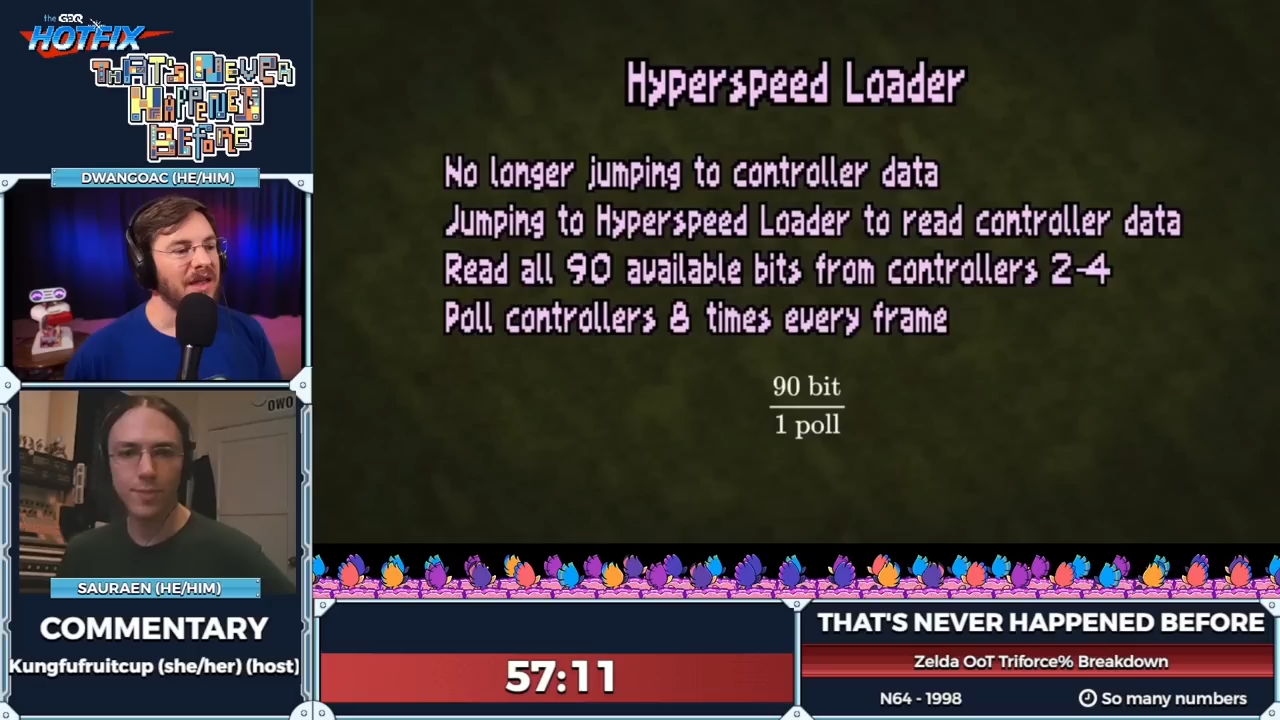 the GDQ
HOTFIX
THAT'S NEVER
HAPPENED
BEFORE
DWANGOAC (HE/HIM)
OWO
SAURAEN (HE/HIM)
COMMENTARY
Kungfufruitcup (she/her) (host)
Hyperspeed Loader
No longer jumping to controller data
Jumping to Hyperspeed Loader to read controller data
Read all 90 available bits from controllers 2-4
Poll controllers 8 times every frame
90 bit
1 poll
57:11
THAT'S NEVER HAPPENED BEFORE
Zelda OoT Triforce% Breakdown
N64 - 1998
So many numbers